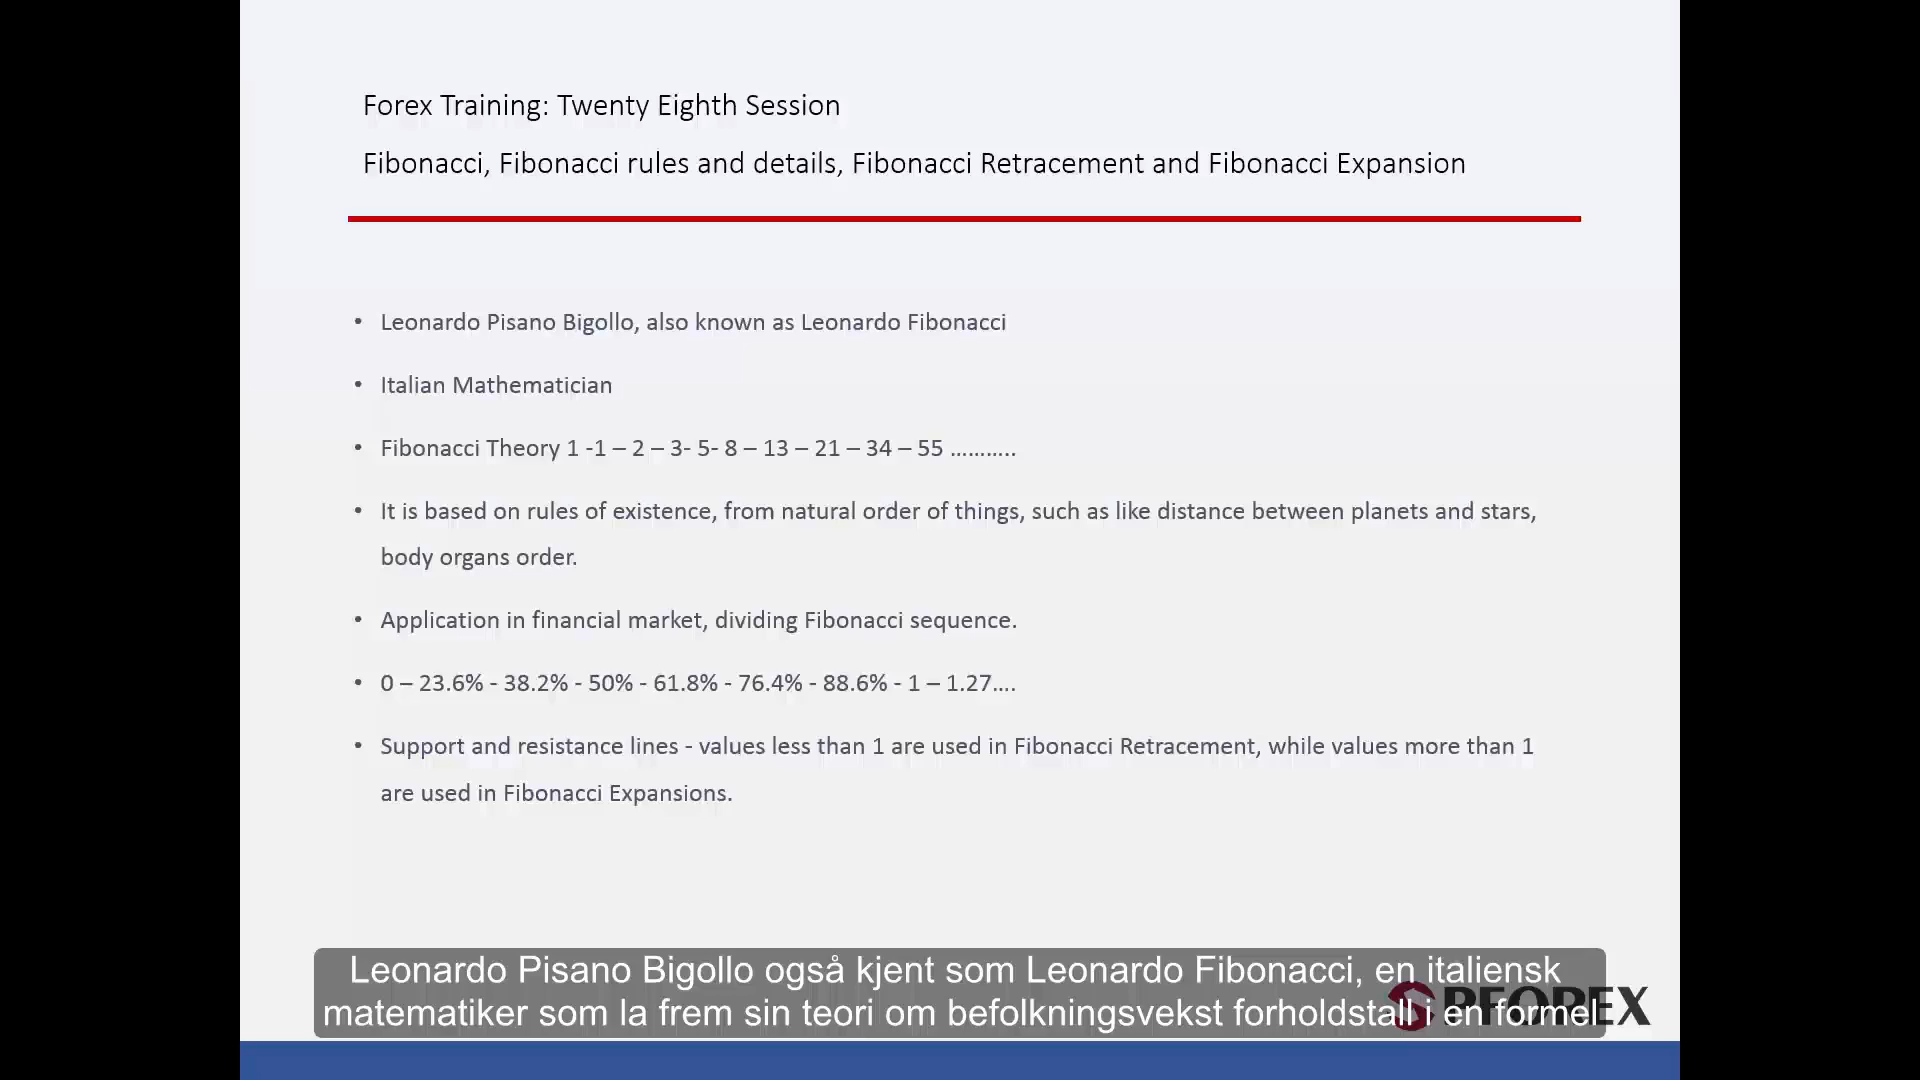 Forex Training: Twenty Eighth Session
Fibonacci, Fibonacci rules and details, Fibonacci Retracement and Fibonacci Expansion
• Leonardo Pisano Bigollo, also known as Leonardo Fibonacci
• Italian Mathematician
• Fibonacci Theory 1 -1 – 2 – 3- 5- 8 – 13 – 21 – 34 – 55 ………..
• It is based on rules of existence, from natural order of things, such as like distance between planets and stars,
body organs order.
• Application in financial market, dividing Fibonacci sequence.
• 0 – 23.6% - 38.2% - 50% - 61.8% - 76.4% - 88.6% - 1 – 1.27….
• Support and resistance lines - values less than 1 are used in Fibonacci Retracement, while values more than 1
are used in Fibonacci Expansions.
Leonardo Pisano Bigollo også kjent som Leonardo Fibonacci, en italiensk
matematiker som la frem sin teori om befolkningsvekst forholdstall i en formel